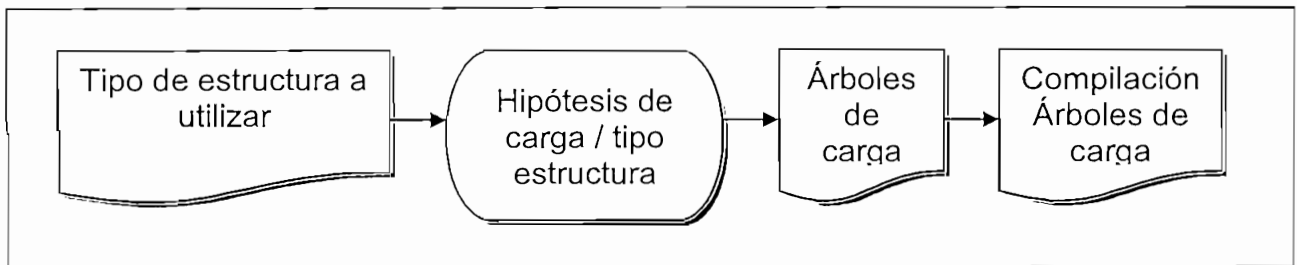 Tipo de estructura a
utilizar
Hipótesis de
carga / tipo
estructura
Árboles
de
carga
Compilación
Árboles de
carga